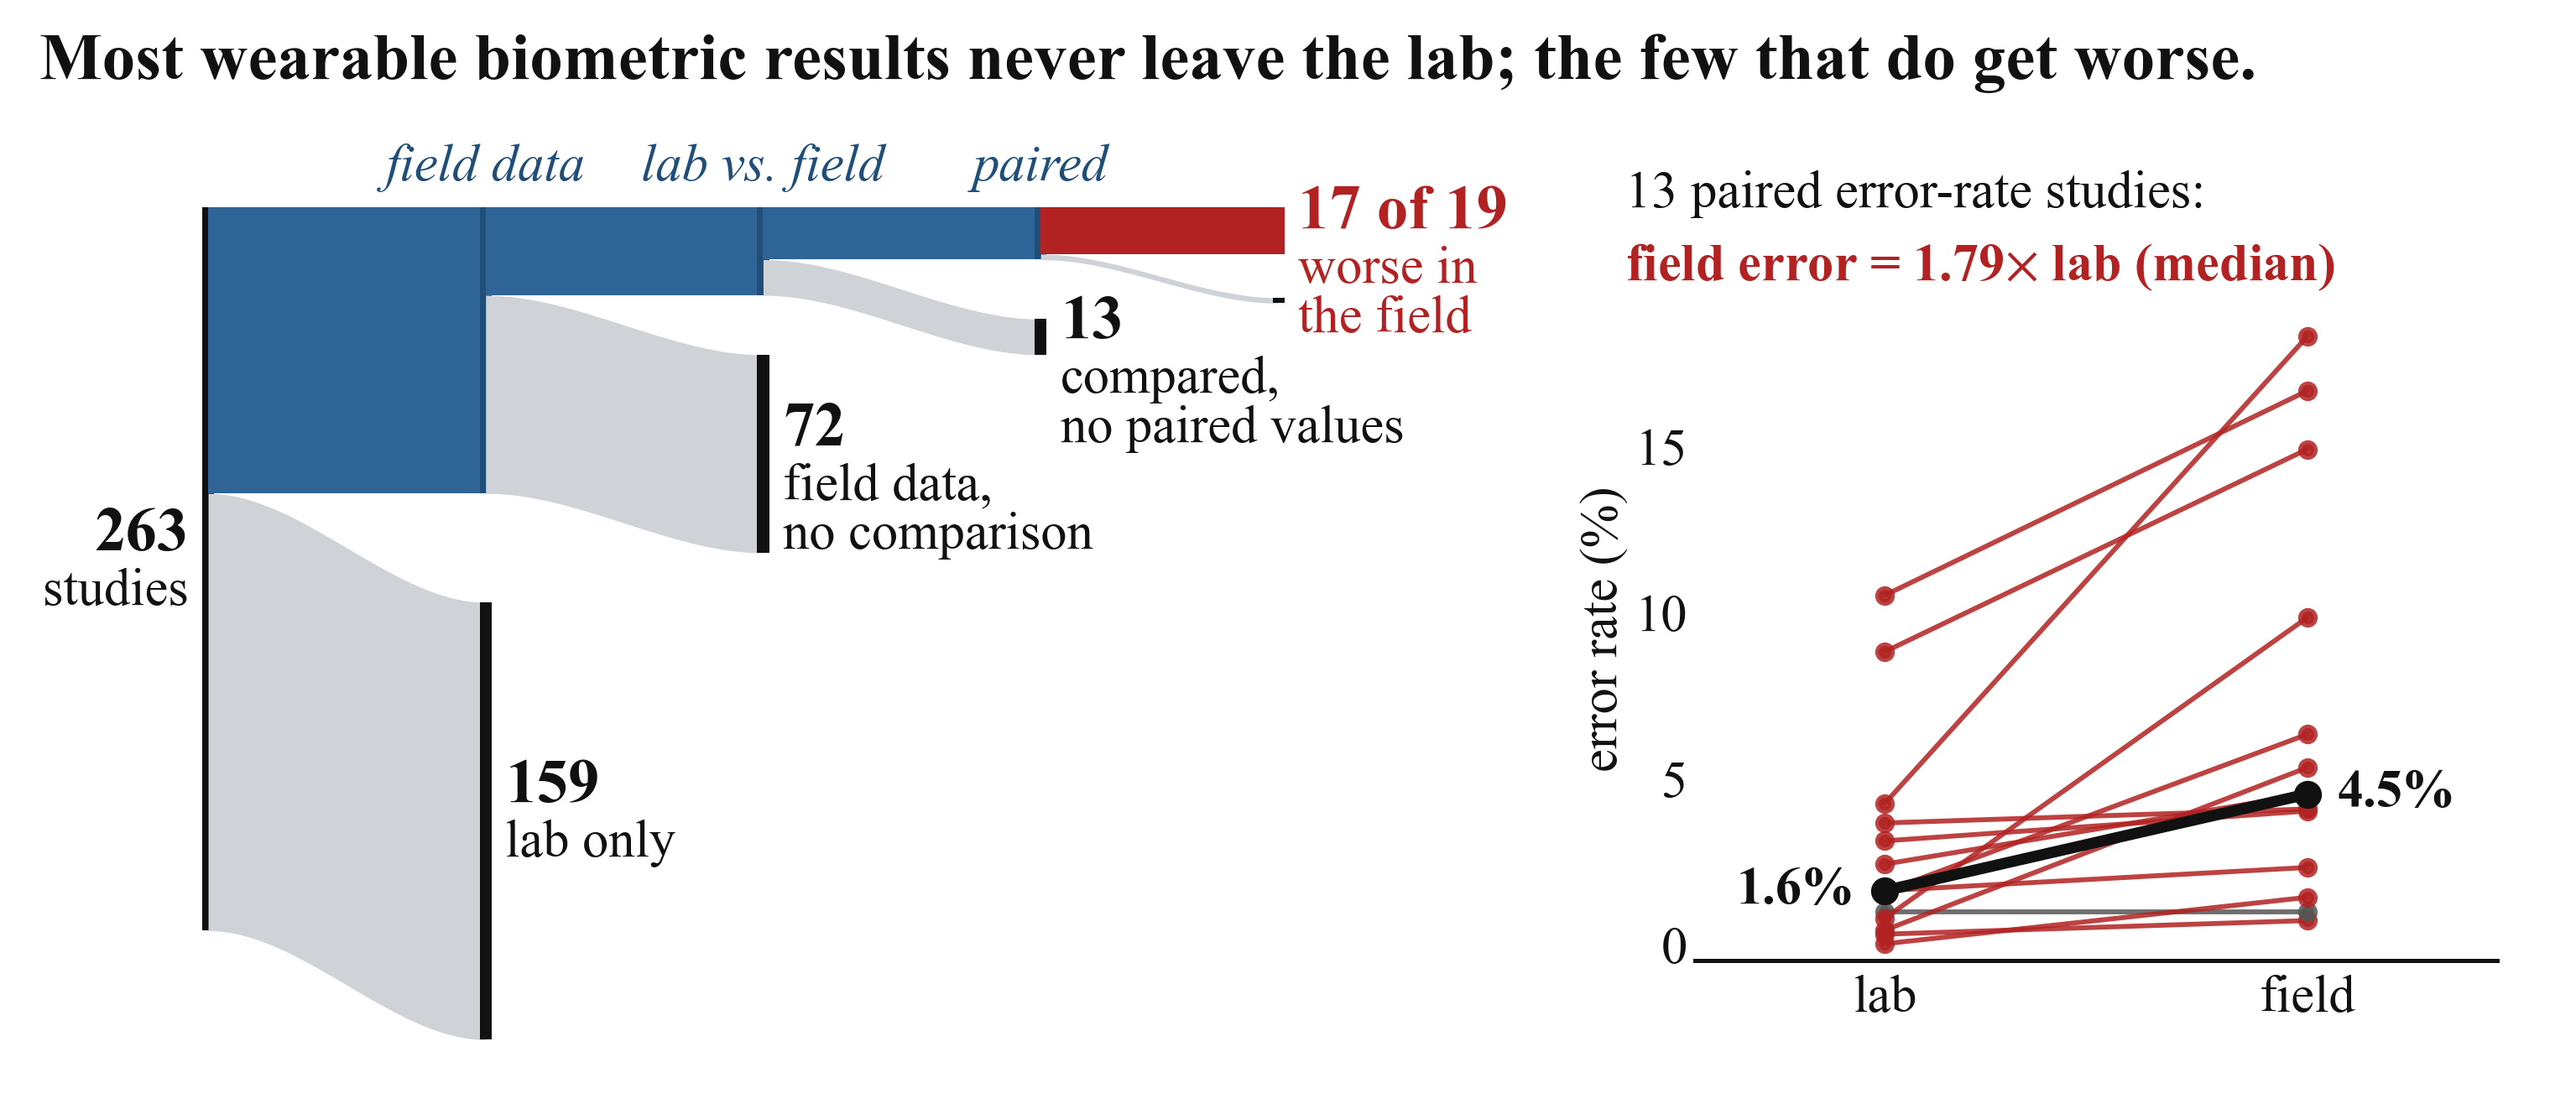 Most wearable biometric results never leave the lab; the few that do get worse.
field data
lab vs. field
paired
17 of 19
worse in
the field
13
compared,
no paired values
72
field data,
no comparison
263
studies
159
lab only
13 paired error-rate studies:
field error = 1.79× lab (median)
error rate (%)
15
10
5
0
1.6%
4.5%
lab
field